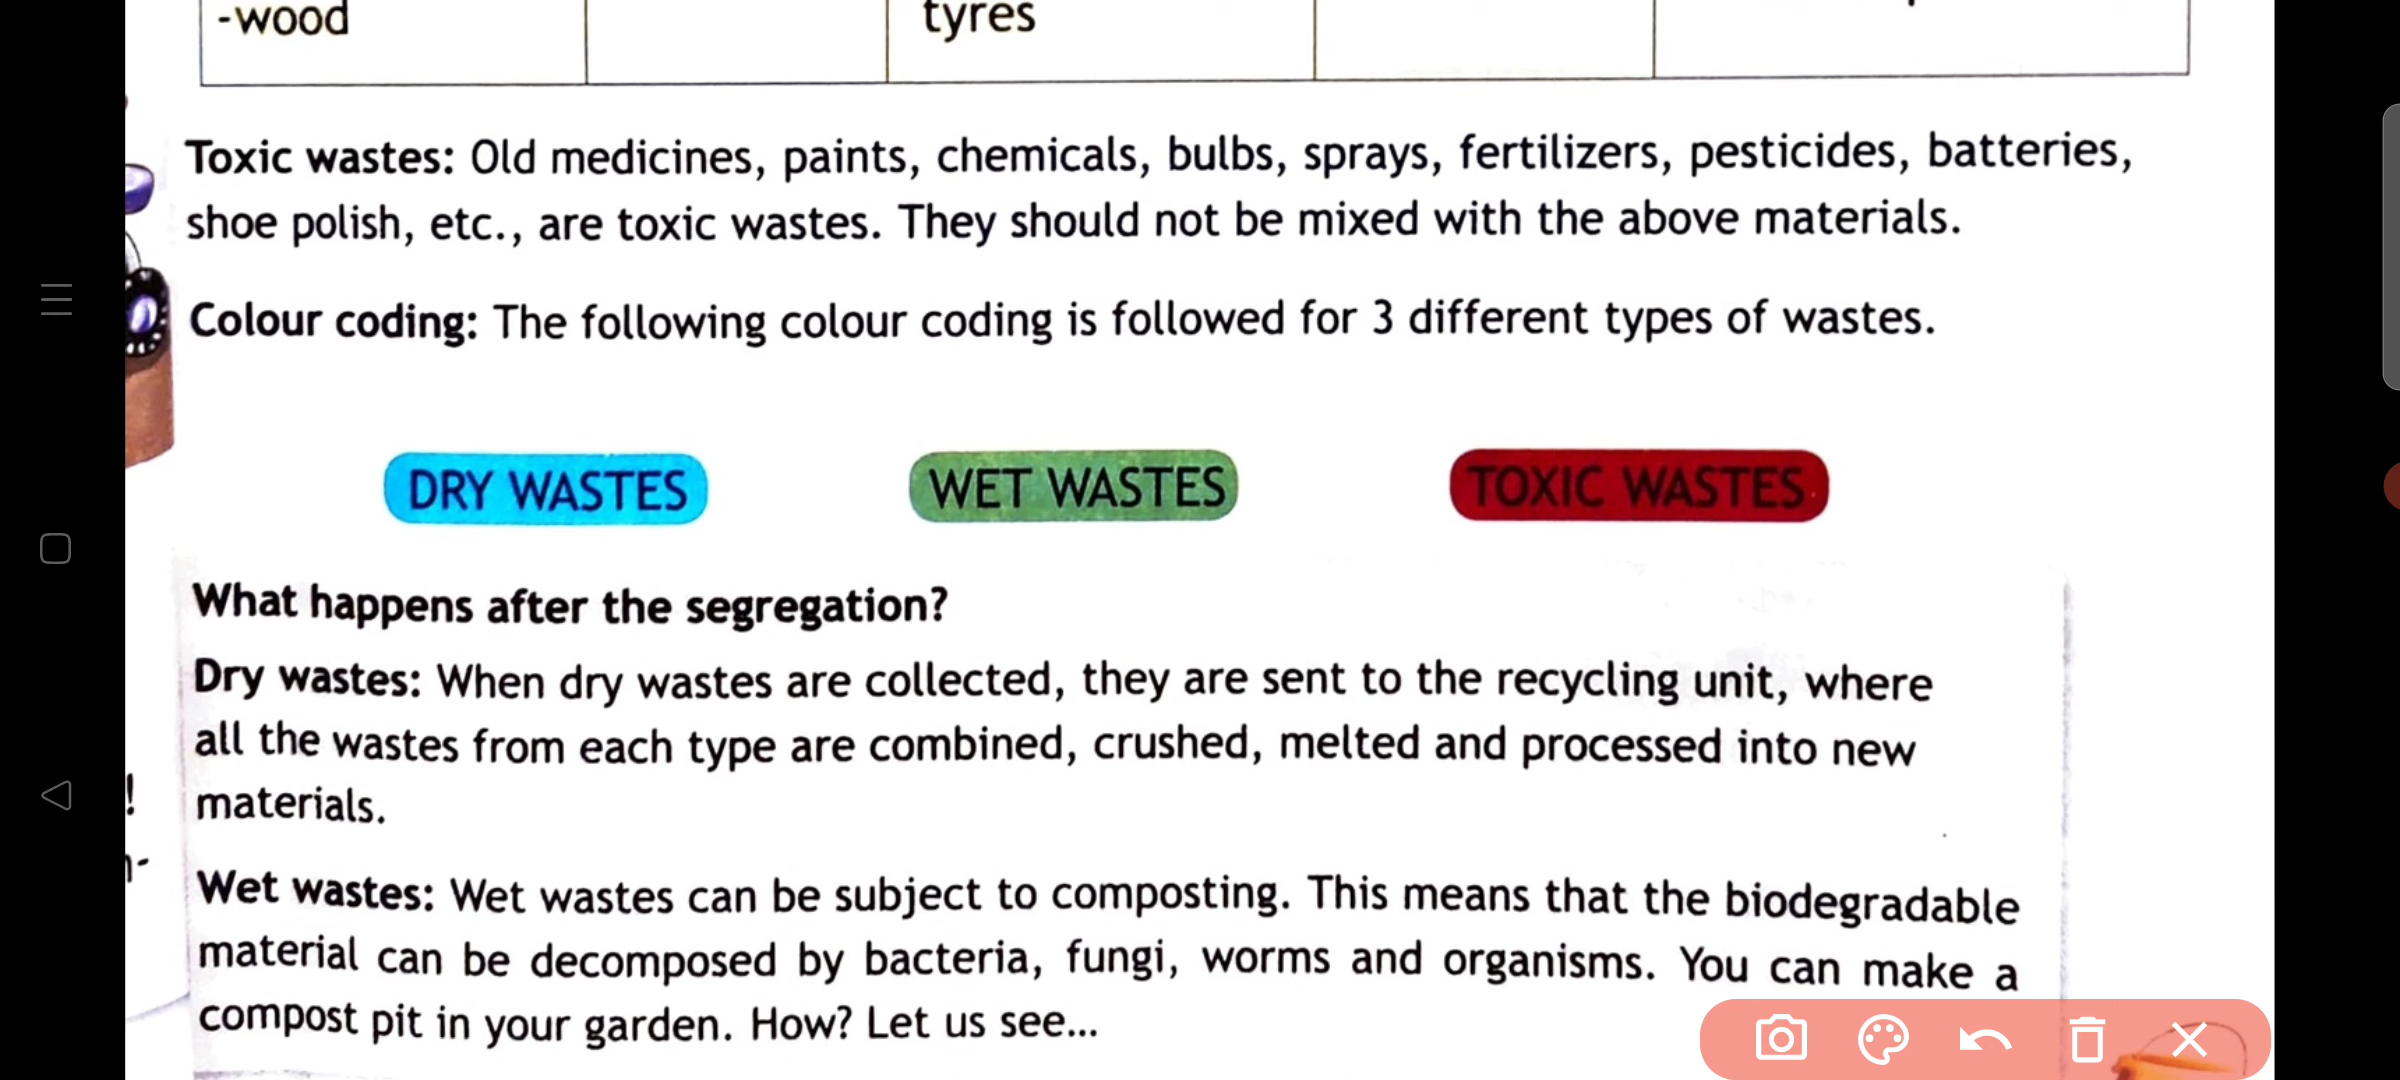 -wood
tyres
Toxic wastes: Old medicines, paints, chemicals, bulbs, sprays, fertilizers, pesticides, batteries,
shoe polish, etc., are toxic wastes. They should not be mixed with the above materials.
Colour coding: The following colour coding is followed for 3 different types of wastes.
DRY WASTES
WET WASTES
TOXIC WASTES
What happens after the segregation?
Dry wastes: When dry wastes are collected, they are sent to the recycling unit, where
all the wastes from each type are combined, crushed, melted and processed into new
materials.
Wet wastes: Wet wastes can be subject to composting. This means that the biodegradable
material can be decomposed by bacteria, fungi, worms and organisms. You can make a
compost pit in your garden. How? Let us see...